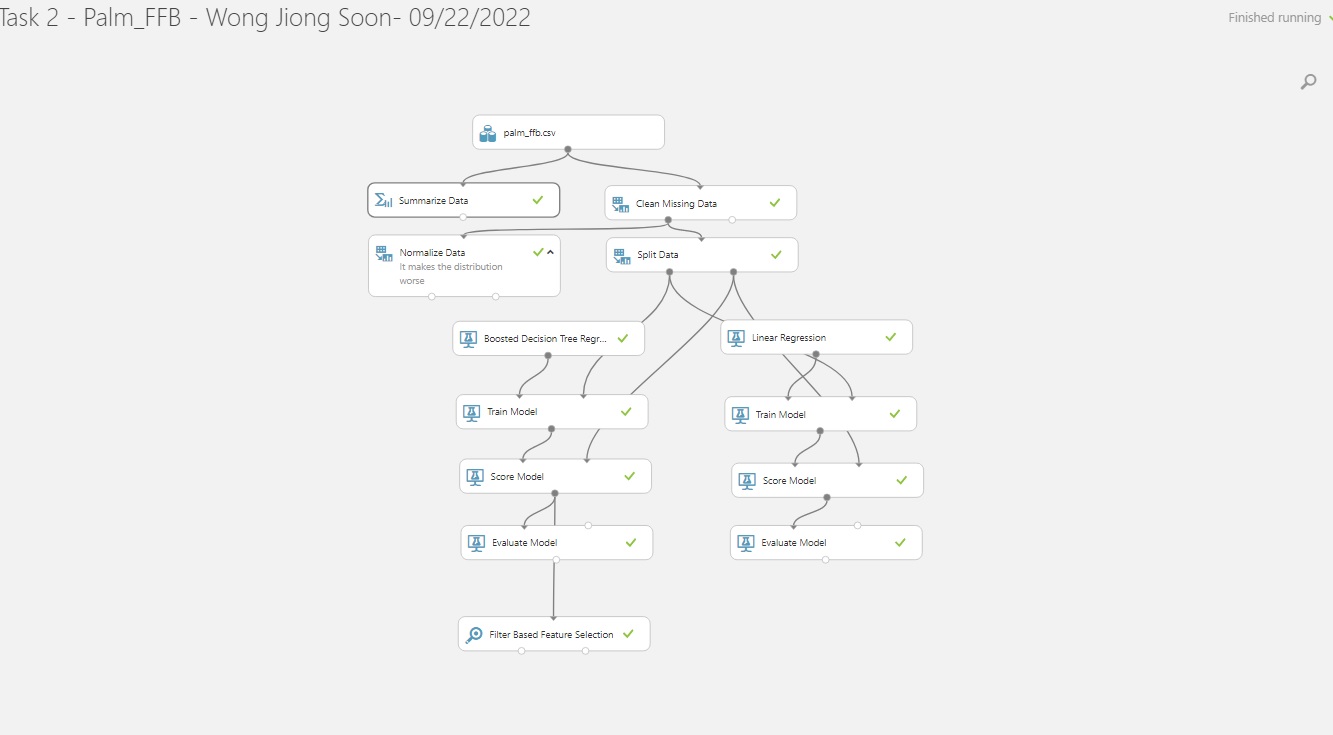 Task 2 - Palm_FFB - Wong Jiong Soon- 09/22/2022
Finished running
palm_ffb.csv
Summarize Data
Clean Missing Data
Normalize Data
It makes the distribution
worse
Split Data
Boosted Decision Tree Regr...
Linear Regression
Train Model
Train Model
Score Model
Score Model
Evaluate Model
Evaluate Model
Filter Based Feature Selection